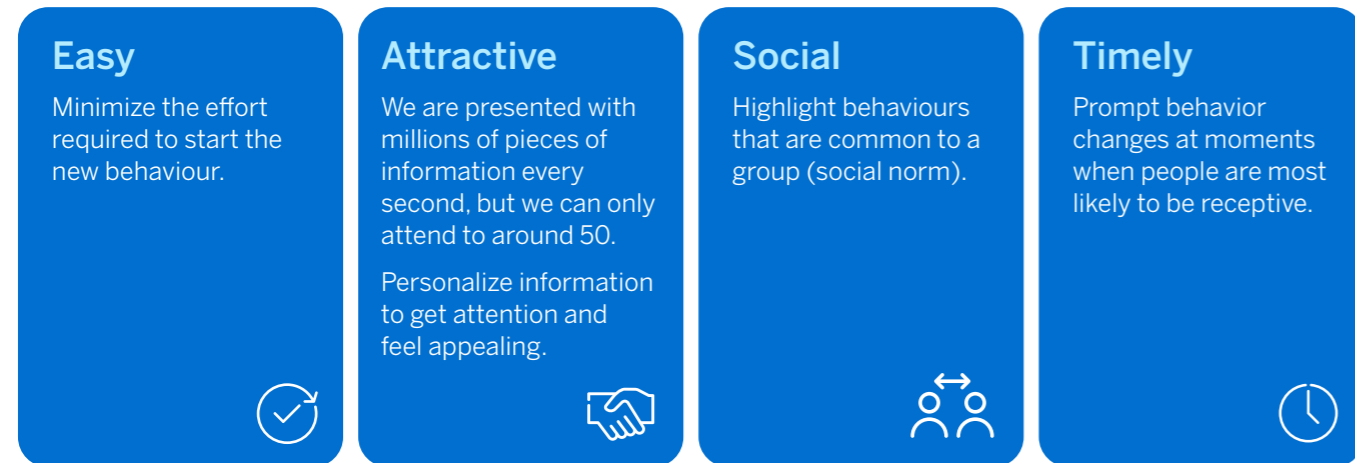 Easy
Minimize the effort
required to start the
new behaviour.
Attractive
We are presented with
millions of pieces of
information every
second, but we can only
attend to around 50.
Personalize information
to get attention and
feel appealing.
Social
Highlight behaviours
that are common to a
group (social norm).
Timely
Prompt behavior
changes at moments
when people are most
likely to be receptive.